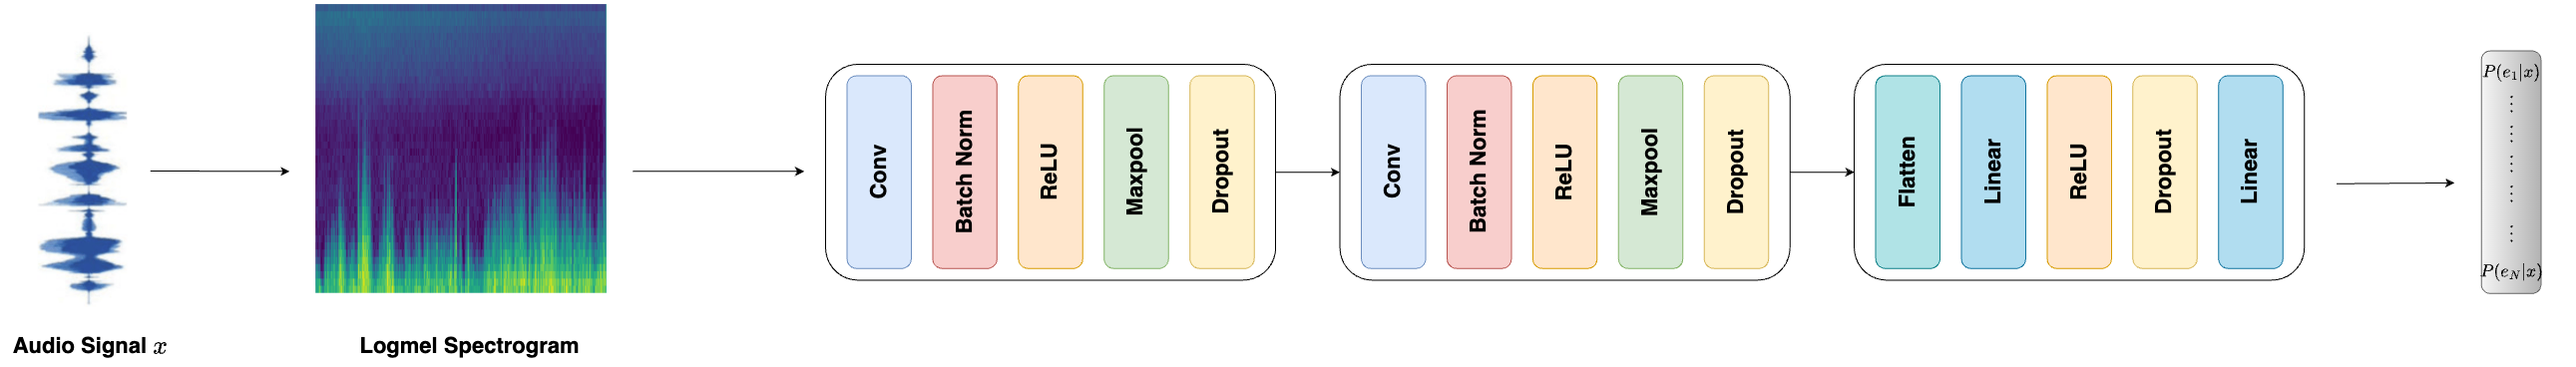 Audio Signal x
Logmel Spectrogram
Conv
Batch Norm
ReLU
Maxpool
Dropout
Conv
Batch Norm
ReLU
Maxpool
Dropout
Flatten
Linear
ReLU
Dropout
Linear
P(e₁|x)
P(e_N|x)